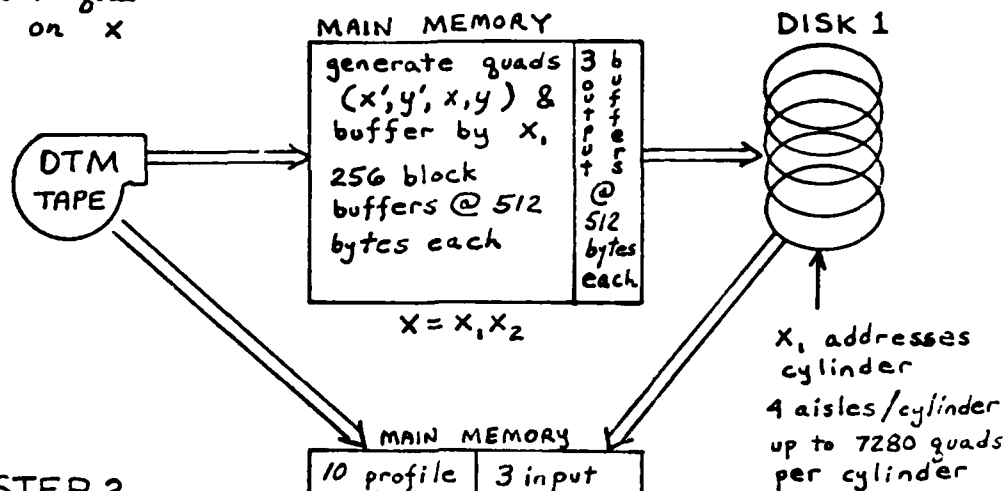 on x
MAIN MEMORY
generate quads
(x', y', x, y) &
buffer by x₁
256 block
buffers @ 512
bytes each
3 output buffers
@
512
bytes
each
DISK 1
DTM
TAPE
x = x₁x₂
x₁ addresses
cylinder
4 aisles/cylinder
up to 7280 quads
per cylinder
MAIN MEMORY
10 profile
3 input